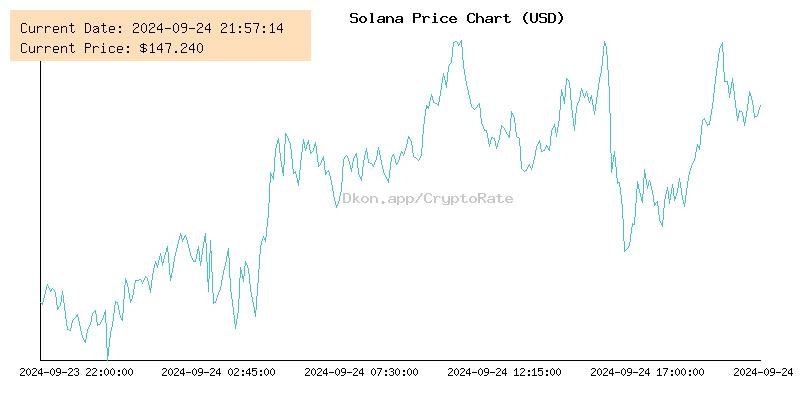 Solana Price Chart (USD)
Current Date: 2024-09-24 21:57:14
Current Price: $147.240
Dkon.app/CryptoRate
2024-09-23 22:00:00
2024-09-24 02:45:00
2024-09-24 07:30:00
2024-09-24 12:15:00
2024-09-24 17:00:00
2024-09-24